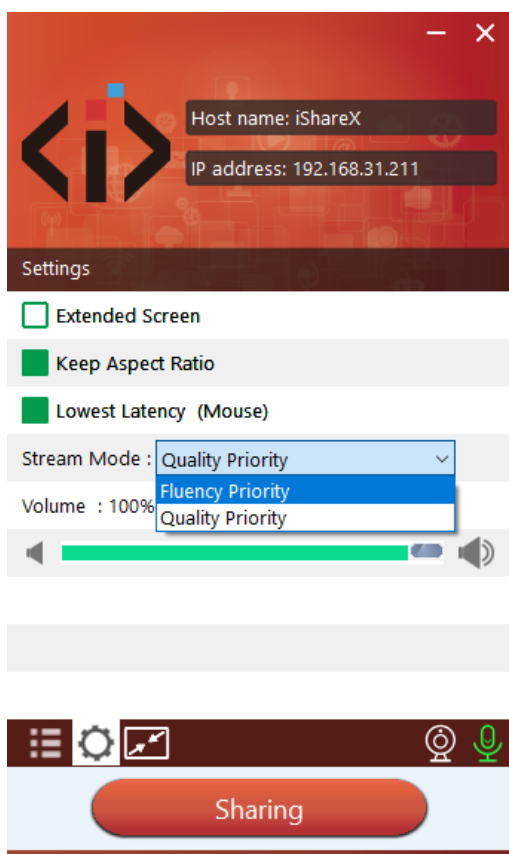 Host name: iShareX
IP address: 192.168.31.211
Settings
Extended Screen
Keep Aspect Ratio
Lowest Latency (Mouse)
Stream Mode : Quality Priority
Fluency Priority
Volume : 100%
Quality Priority
Sharing